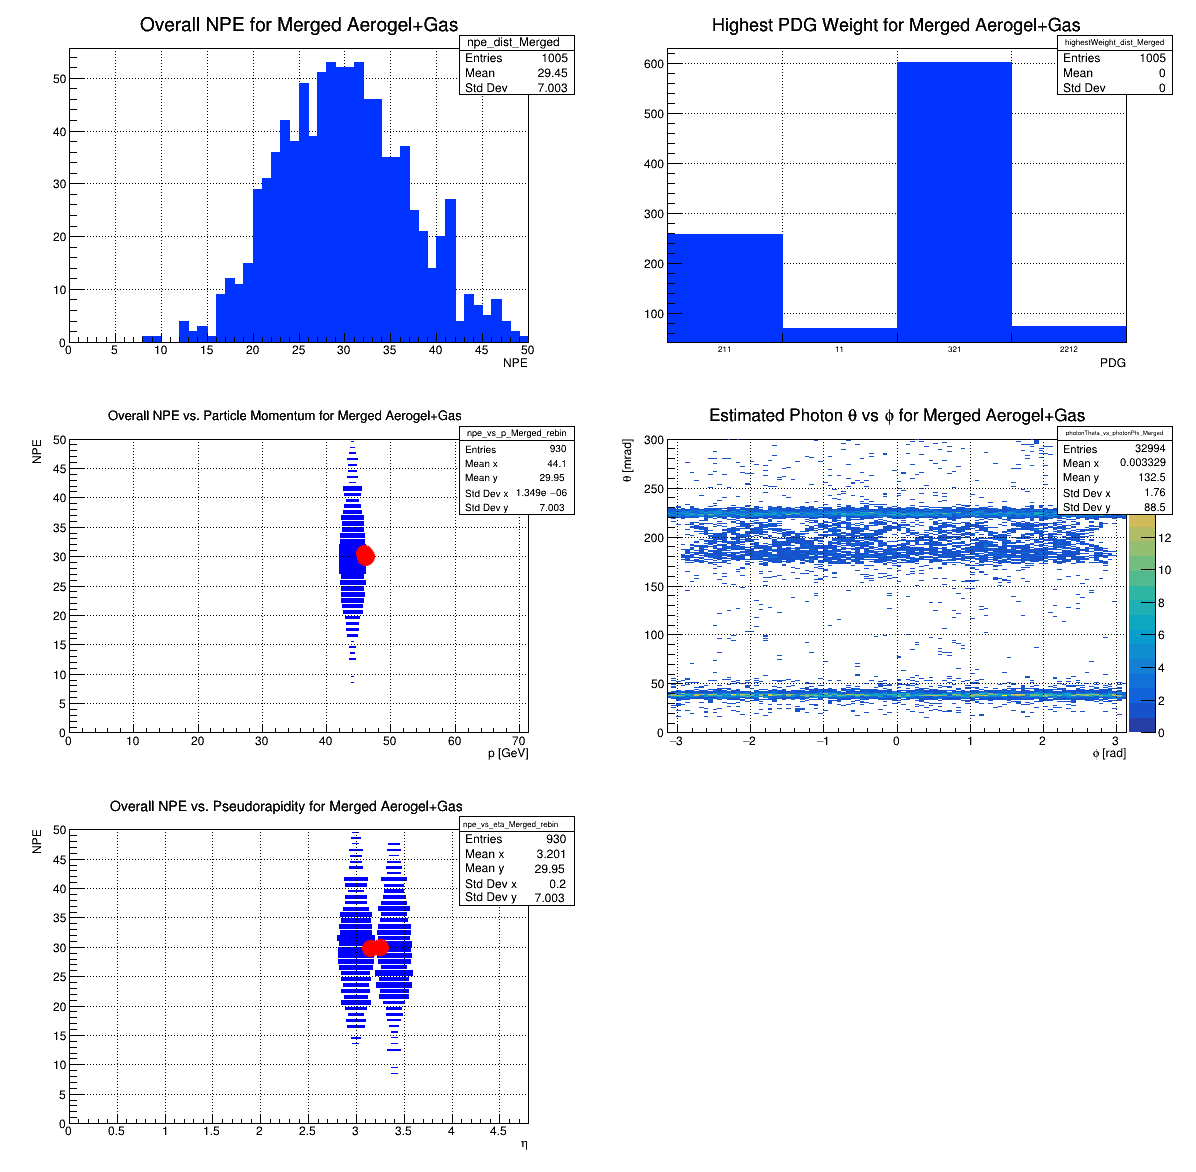 Overall NPE for Merged Aerogel+Gas
npe_dist_Merged
Entries 1005
Mean 29.45
Std Dev 7.003
50
40
30
20
10
0
0 5 10 15 20 25 30 35 40 45 50
NPE
Highest PDG Weight for Merged Aerogel+Gas
highestWeight_dist_Merged
Entries 1005
Mean 0
Std Dev 0
600
500
400
300
200
100
211 11 321 2212
PDG
Overall NPE vs. Particle Momentum for Merged Aerogel+Gas
npe_vs_p_Merged_rebin
Entries 930
Mean x 44.1
Mean y 29.95
Std Dev x 1.349e −06
Std Dev y 7.003
NPE
50
45
40
35
30
25
20
15
10
5
0
0 10 20 30 40 50 60 70
p [GeV]
Estimated Photon θ vs ϕ for Merged Aerogel+Gas
photonTheta_vs_photonPhi_Merged
Entries 32994
Mean x 0.003329
Mean y 132.5
Std Dev x 1.76
Std Dev y 88.5
θ [mrad]
300
250
200
150
100
50
0
−3 −2 −1 0 1 2 3
ϕ [rad]
12
10
8
6
4
2
0
Overall NPE vs. Pseudorapidity for Merged Aerogel+Gas
npe_vs_eta_Merged_rebin
Entries 930
Mean x 3.201
Mean y 29.95
Std Dev x 0.2
Std Dev y 7.003
NPE
50
45
40
35
30
25
20
15
10
5
0
0 0.5 1 1.5 2 2.5 3 3.5 4 4.5
η